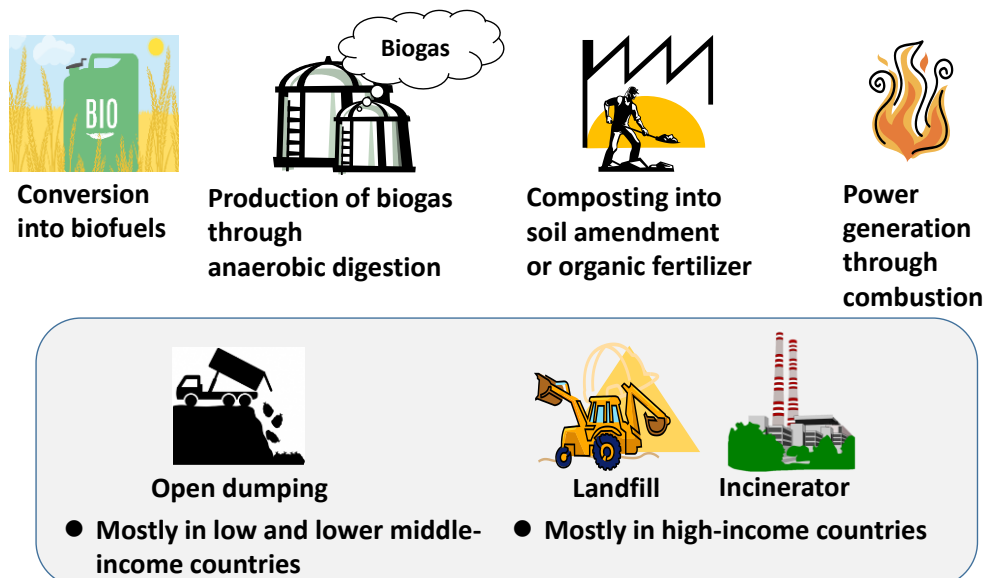 Biogas
BIO
Conversion
into biofuels
Production of biogas
through
anaerobic digestion
Composting into
soil amendment
or organic fertilizer
Power
generation
through
combustion
Open dumping
● Mostly in low and lower middle-
income countries
Landfill
Incinerator
● Mostly in high-income countries